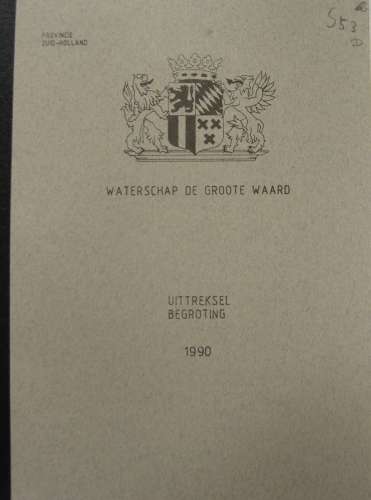 PROVINCIE
ZUID-HOLLAND
S53
WATERSCHAP DE GROOTE WAARD
UITTREKSEL
BEGROTING
1990